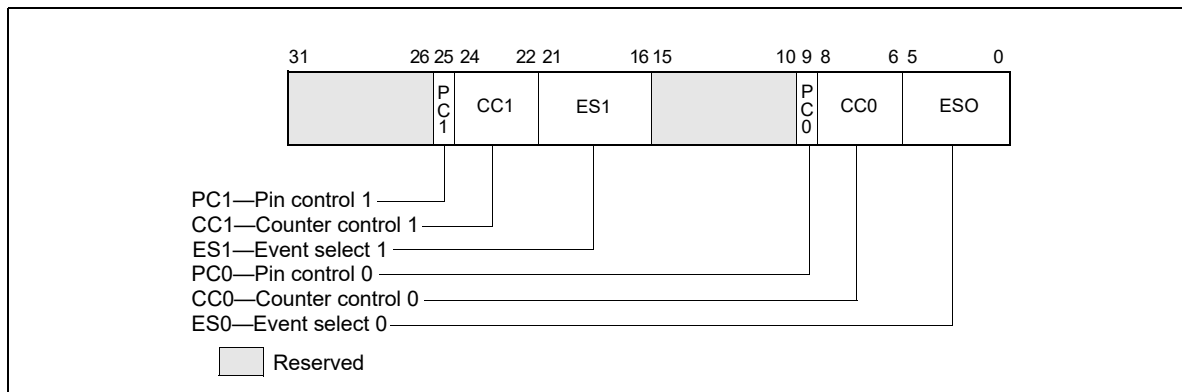 31 26 25 24 22 21 16 15 10 9 8 6 5 0
PC1 CC1 ES1 PC0 CC0 ESO
PC1—Pin control 1
CC1—Counter control 1
ES1—Event select 1
PC0—Pin control 0
CC0—Counter control 0
ES0—Event select 0
Reserved